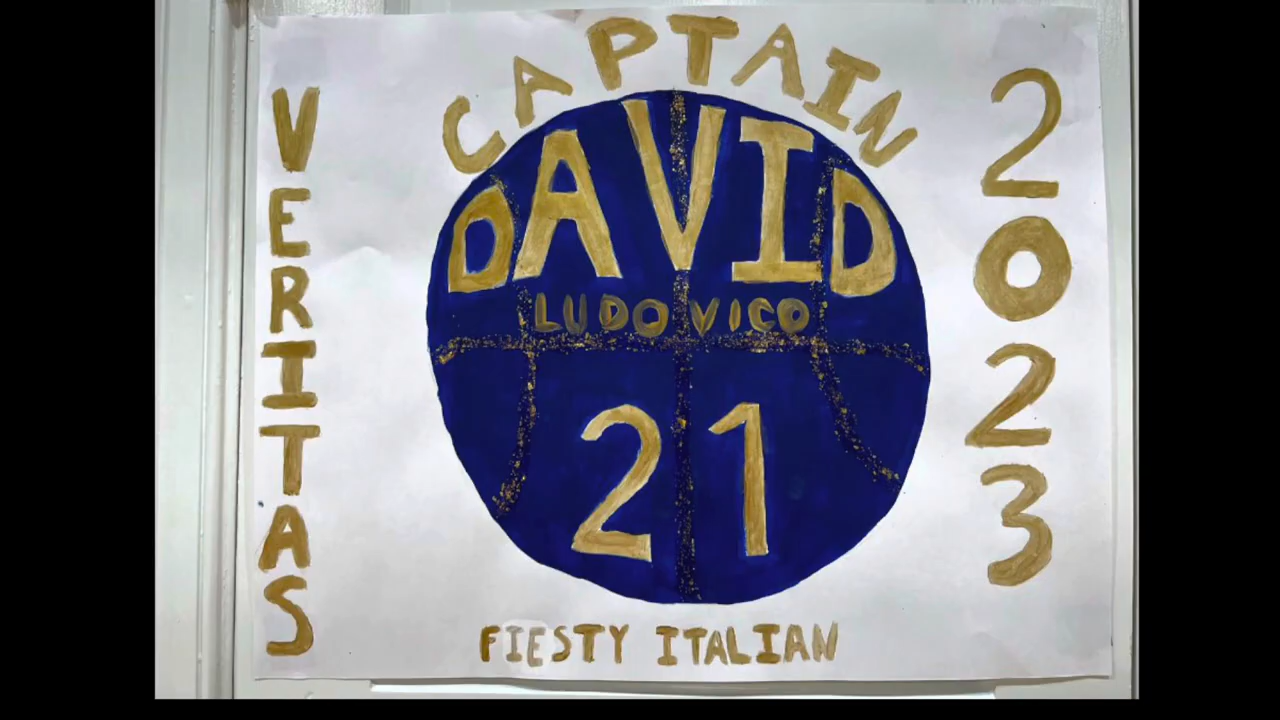 CAPTAIN
VERITAS
DAVID
LUDOVICO
21
2023
FIESTY ITALIAN